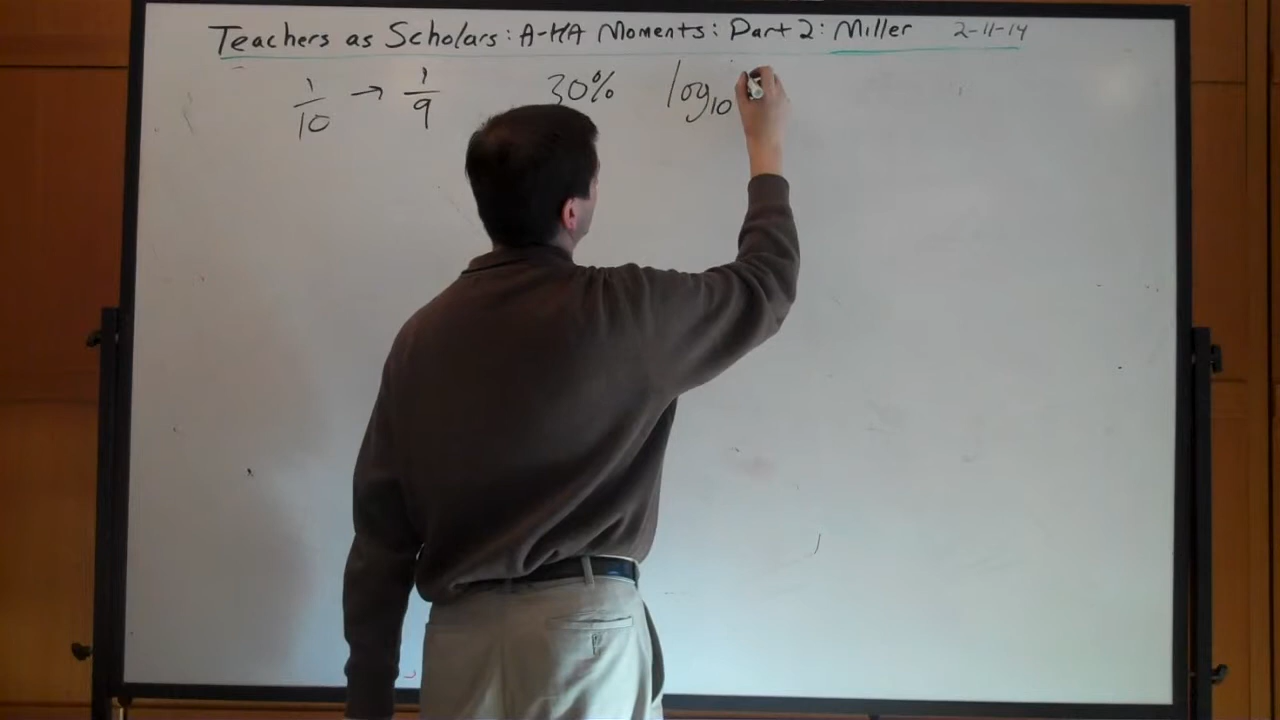 Teachers as Scholars: A-HA Moments: Part 2: Miller 2-11-14
1/10 → 1/9 30% log10